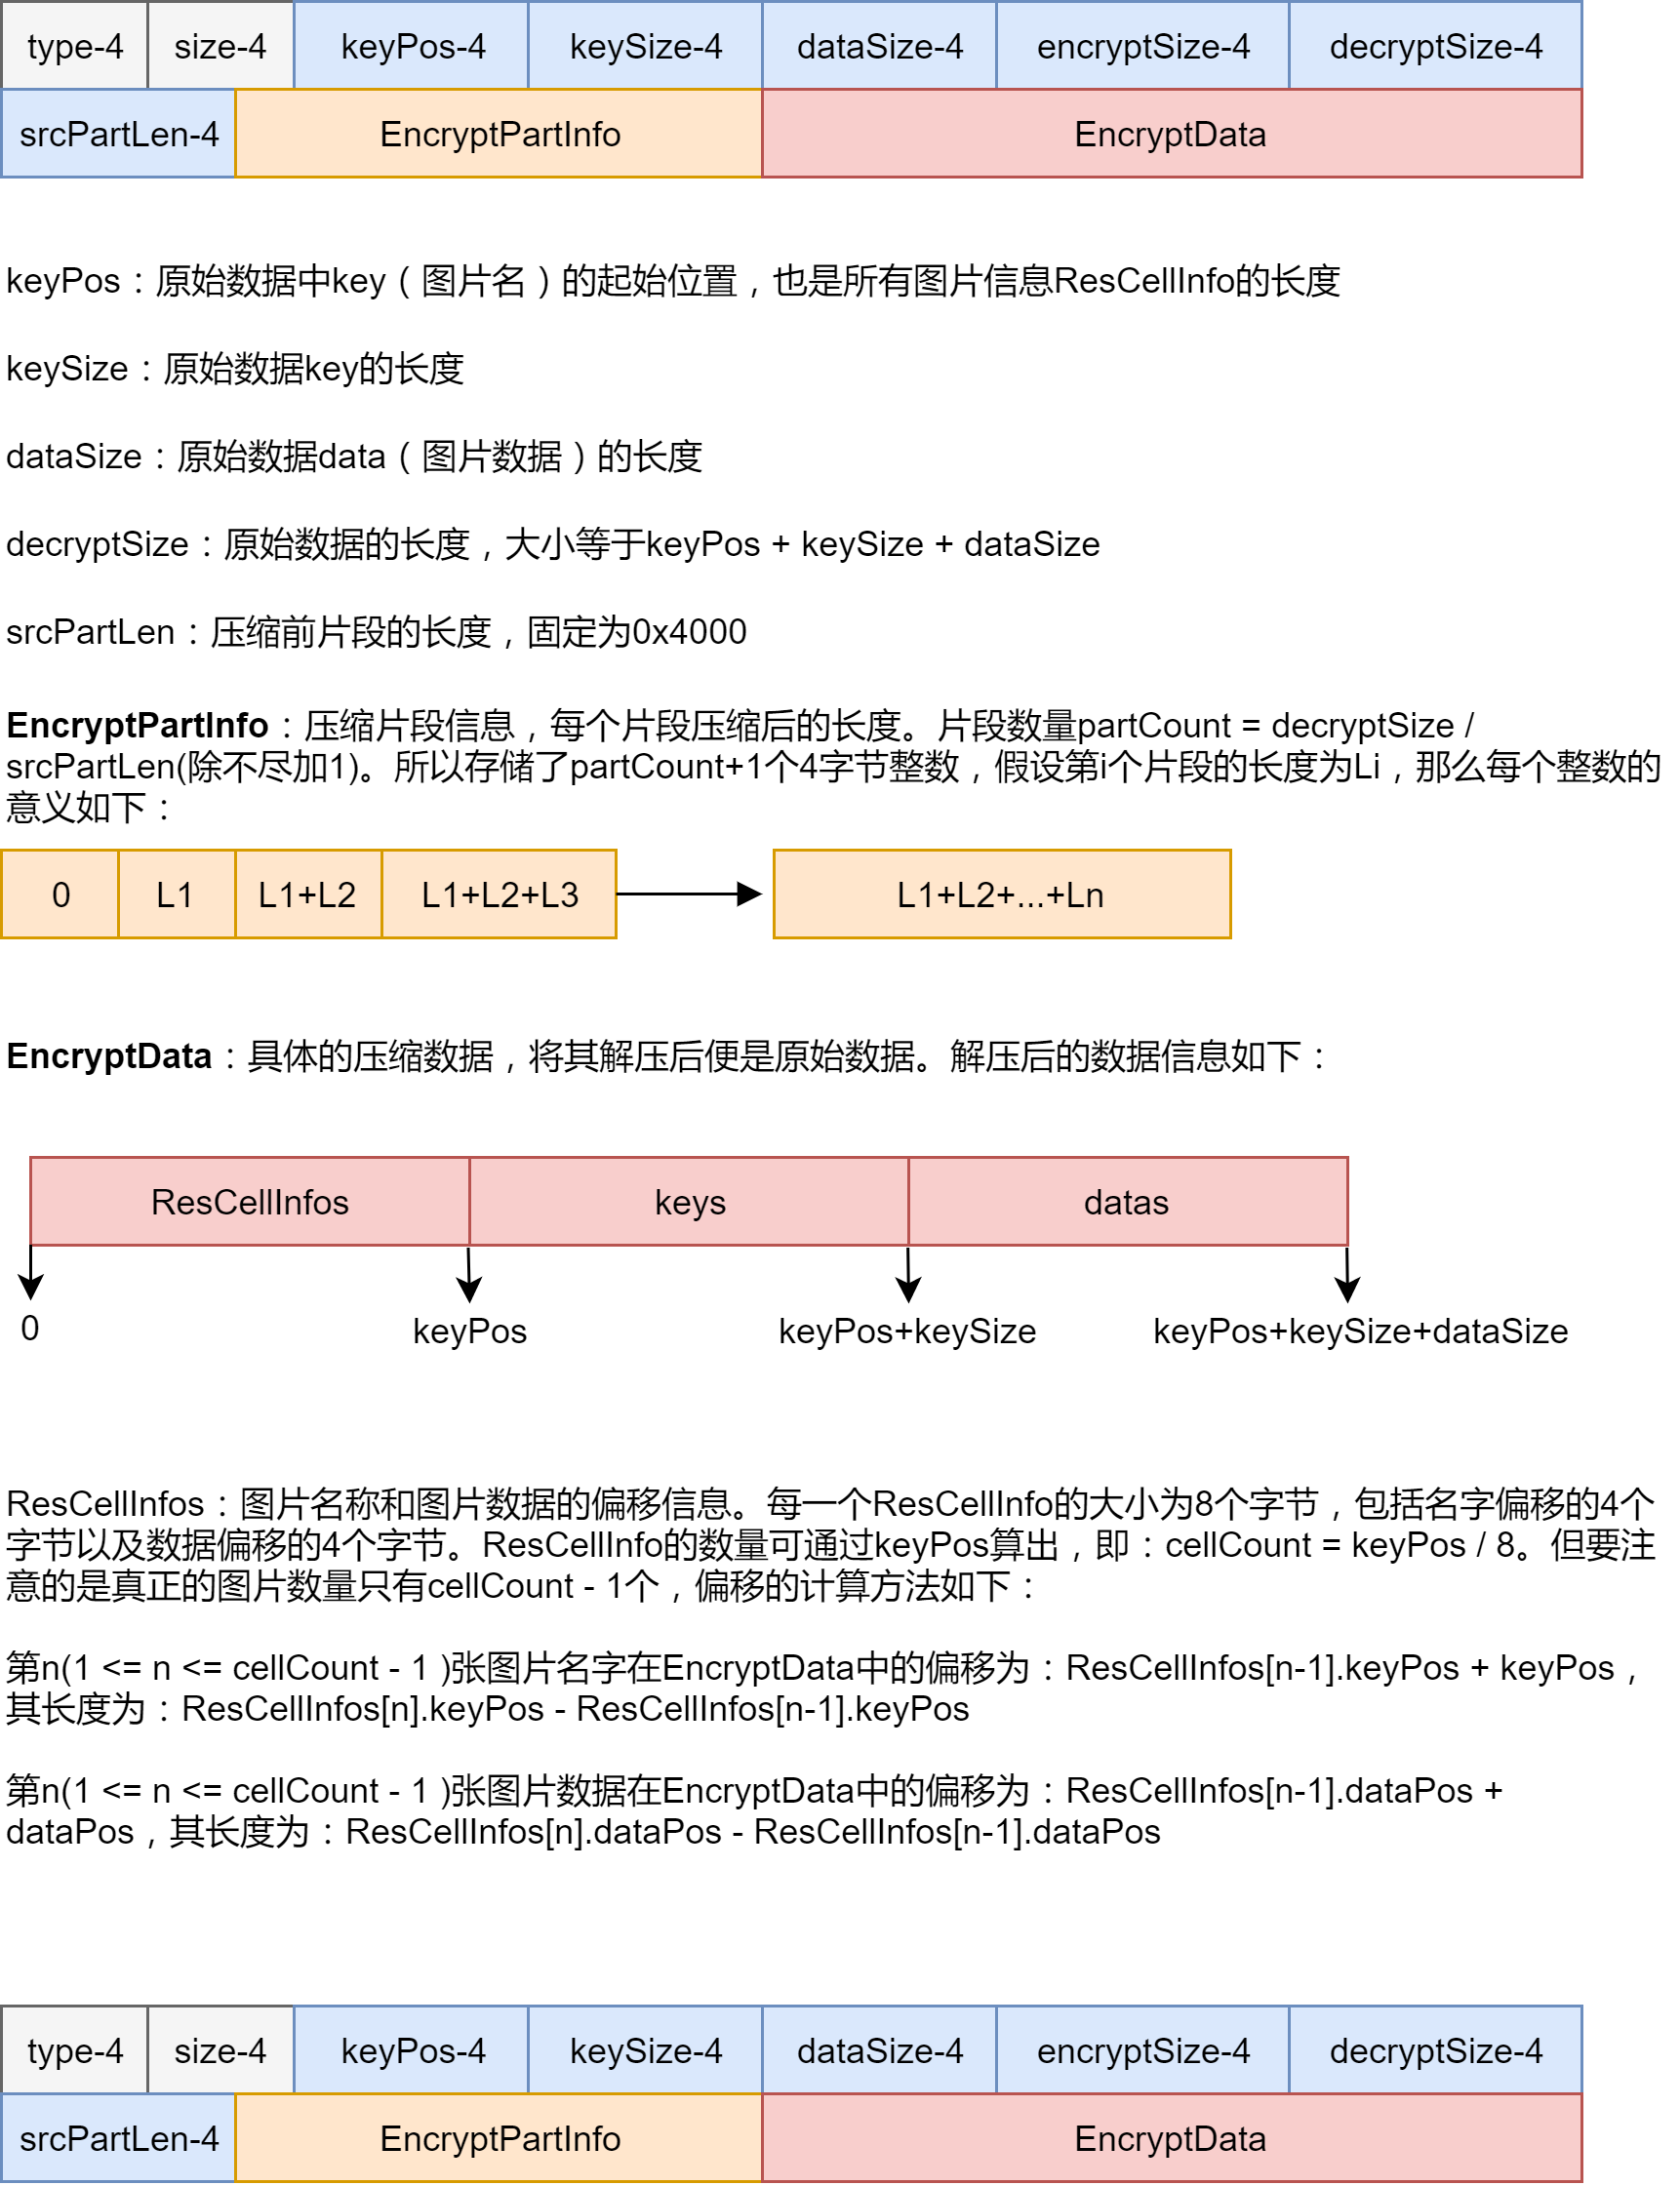 type-4 size-4 keyPos-4 keySize-4 dataSize-4 encryptSize-4 decryptSize-4
srcPartLen-4 EncryptPartInfo EncryptData
keyPos：原始数据中key（图片名）的起始位置，也是所有图片信息ResCellInfo的长度
keySize：原始数据key的长度
dataSize：原始数据data（图片数据）的长度
decryptSize：原始数据的长度，大小等于keyPos + keySize + dataSize
srcPartLen：压缩前片段的长度，固定为0x4000
EncryptPartInfo：压缩片段信息，每个片段压缩后的长度。片段数量partCount = decryptSize /
srcPartLen(除不尽加1)。所以存储了partCount+1个4字节整数，假设第i个片段的长度为Li，那么每个整数的
意义如下：
0 L1 L1+L2 L1+L2+L3 L1+L2+...+Ln
EncryptData：具体的压缩数据，将其解压后便是原始数据。解压后的数据信息如下：
ResCellInfos keys datas
0 keyPos keyPos+keySize keyPos+keySize+dataSize
ResCellInfos：图片名称和图片数据的偏移信息。每一个ResCellInfo的大小为8个字节，包括名字偏移的4个
字节以及数据偏移的4个字节。ResCellInfo的数量可通过keyPos算出，即：cellCount = keyPos / 8。但要注
意的是真正的图片数量只有cellCount - 1个，偏移的计算方法如下：
第n(1 <= n <= cellCount - 1 )张图片名字在EncryptData中的偏移为：ResCellInfos[n-1].keyPos + keyPos，
其长度为：ResCellInfos[n].keyPos - ResCellInfos[n-1].keyPos
第n(1 <= n <= cellCount - 1 )张图片数据在EncryptData中的偏移为：ResCellInfos[n-1].dataPos +
dataPos，其长度为：ResCellInfos[n].dataPos - ResCellInfos[n-1].dataPos
type-4 size-4 keyPos-4 keySize-4 dataSize-4 encryptSize-4 decryptSize-4
srcPartLen-4 EncryptPartInfo EncryptData